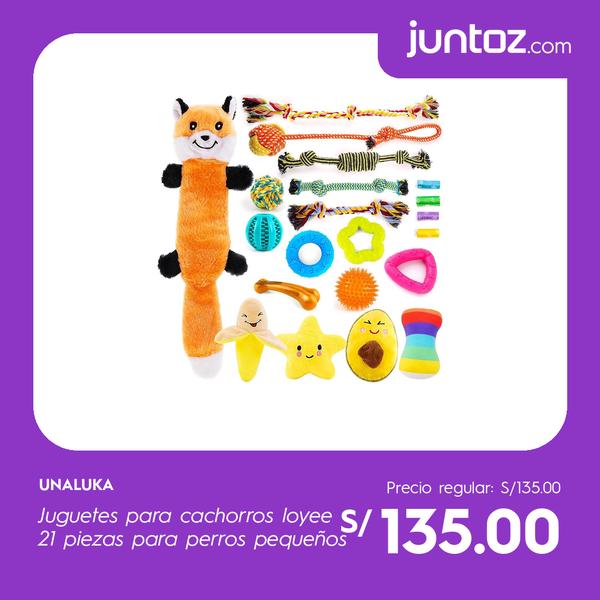 juntoz.com
UNALUKA
Precio regular: S/135.00
Juguetes para cachorros loyee
21 piezas para perros pequeños
S/ 135.00